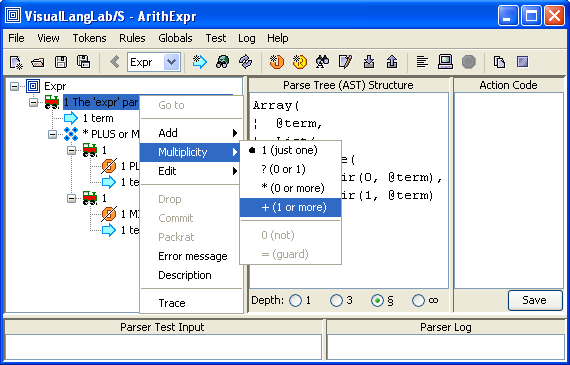 VisualLangLab/S - ArithExpr
File View Tokens Rules Globals Test Log Help
Expr
Parse Tree (AST) Structure
Action Code
Expr
1 The 'expr' par
1 term
* PLUS or M
1
1 PL
1 te
1
1 MI
1 te
Go to
Add
Multiplicity
Edit
Drop
Commit
Packrat
Error message
Description
Trace
1 (just one)
? (0 or 1)
* (0 or more)
+ (1 or more)
0 (not)
= (guard)
Array(
¦ @term,
ir(0, @term)
ir(1, @term)
Depth: 1 3 § ∞
Save
Parser Test Input
Parser Log